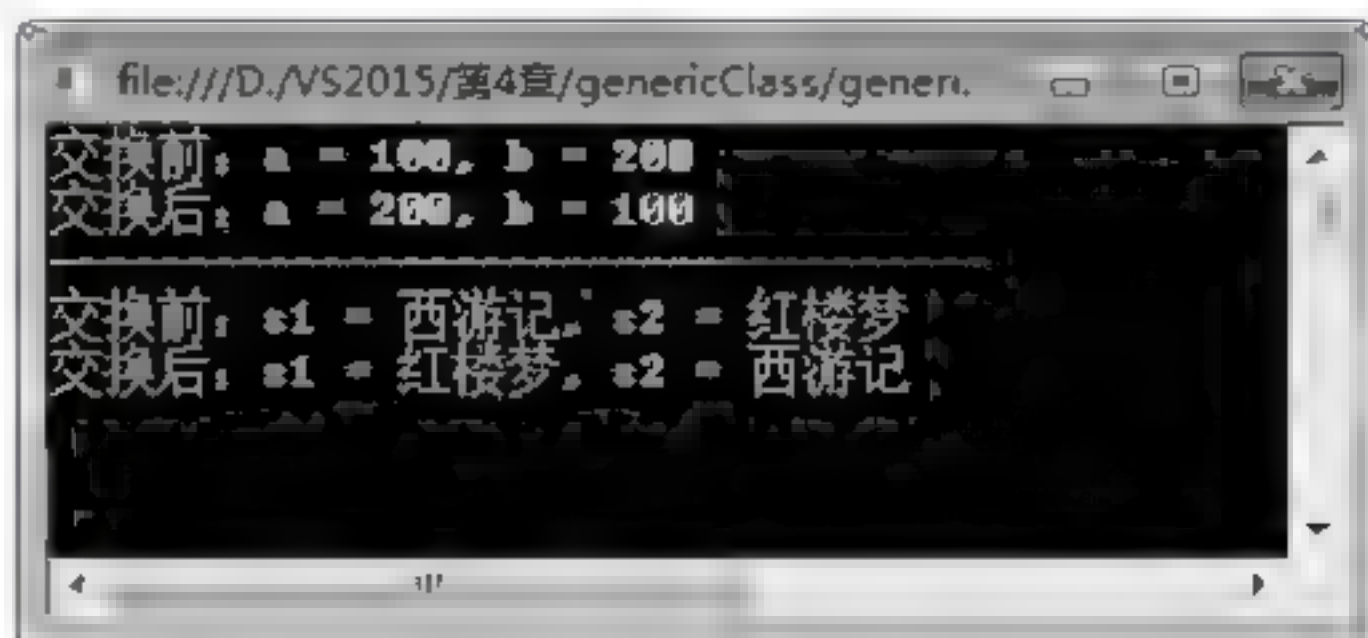 file:///D:/VS2015/第4章/genericClass/generi.
交换前: a = 100, b = 200
交换后: a = 200, b = 100
交换前: s1 = 西游记, s2 = 红楼梦
交换后: s1 = 红楼梦, s2 = 西游记